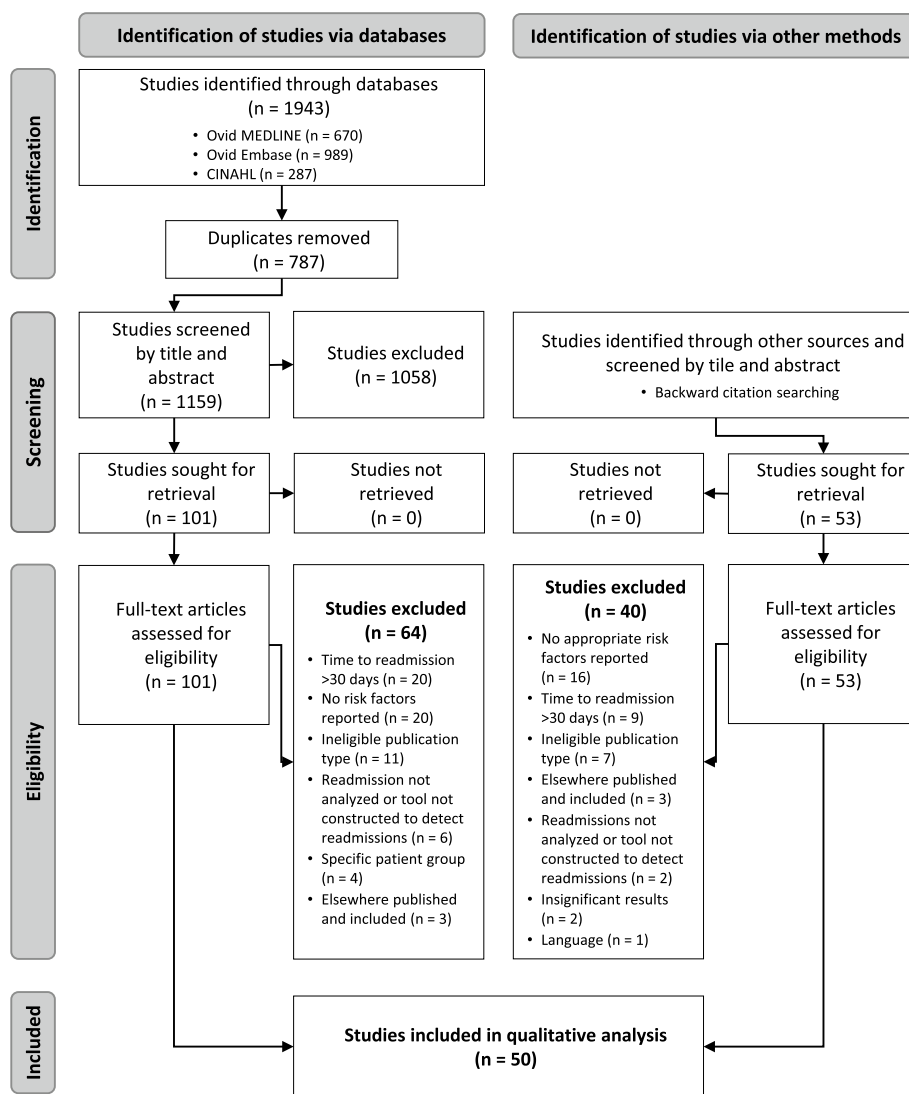 Identification of studies via databases
Identification of studies via other methods
Identification
Studies identified through databases
(n = 1943)
• Ovid MEDLINE (n = 670)
• Ovid Embase (n = 989)
• CINAHL (n = 287)
Duplicates removed
(n = 787)
Screening
Studies screened
by title and
abstract
(n = 1159)
Studies excluded
(n = 1058)
Studies identified through other sources and
screened by tile and abstract
• Backward citation searching
Studies sought for
retrieval
(n = 101)
Studies not
retrieved
(n = 0)
Studies not
retrieved
(n = 0)
Studies sought for
retrieval
(n = 53)
Eligibility
Full-text articles
assessed for
eligibility
(n = 101)
Studies excluded
(n = 64)
• Time to readmission
>30 days (n = 20)
• No risk factors
reported (n = 20)
• Ineligible publication
type (n = 11)
• Readmission not
analyzed or tool not
constructed to detect
readmissions (n = 6)
• Specific patient group
(n = 4)
• Elsewhere published
and included (n = 3)
Studies excluded
(n = 40)
• No appropriate risk
factors reported
(n = 16)
• Time to readmission
>30 days (n = 9)
• Ineligible publication
type (n = 7)
• Elsewhere published
and included (n = 3)
• Readmissions not
analyzed or tool not
constructed to detect
readmissions (n = 2)
• Insignificant results
(n = 2)
• Language (n = 1)
Full-text articles
assessed for
eligibility
(n = 53)
Included
Studies included in qualitative analysis
(n = 50)